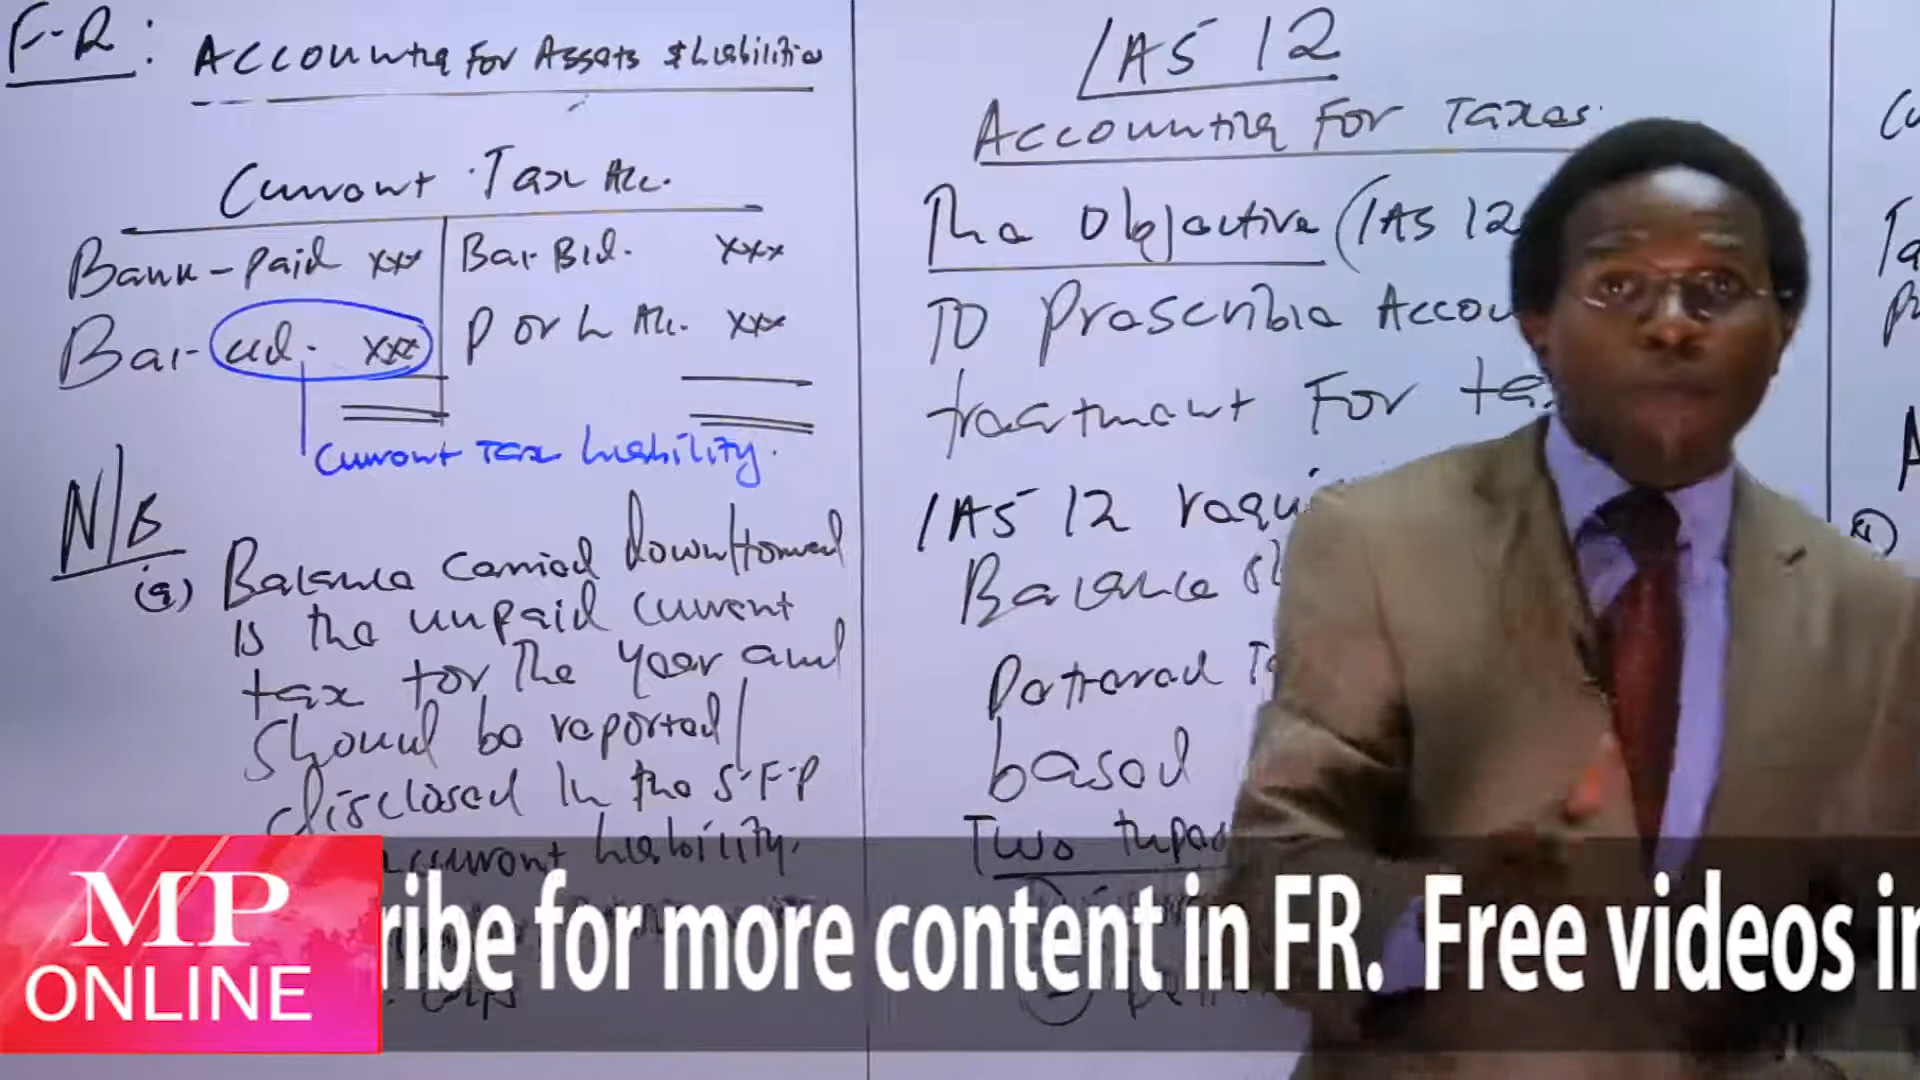 F-R: Accounting For Assets & Liabilities
Current Tax Acc.
Bank - paid xxx
Bal- c/d. xxx
Bal- B/d. xxx
P or L Acc. xxx
Current Tax Liability.
N/B
(a) Balance carried down/forward
is the unpaid current
tax for the year and
should be reported/
disclosed in the S.F.P
current liability.
IAS 12
Accounting For Taxes.
The Objective (IAS 12
To Prescribe Accou
treatment For ta
IAS 12 requi
Balance s
Deferred T
based
Two types
MP
ONLINE
ribe for more content in FR. Free videos in